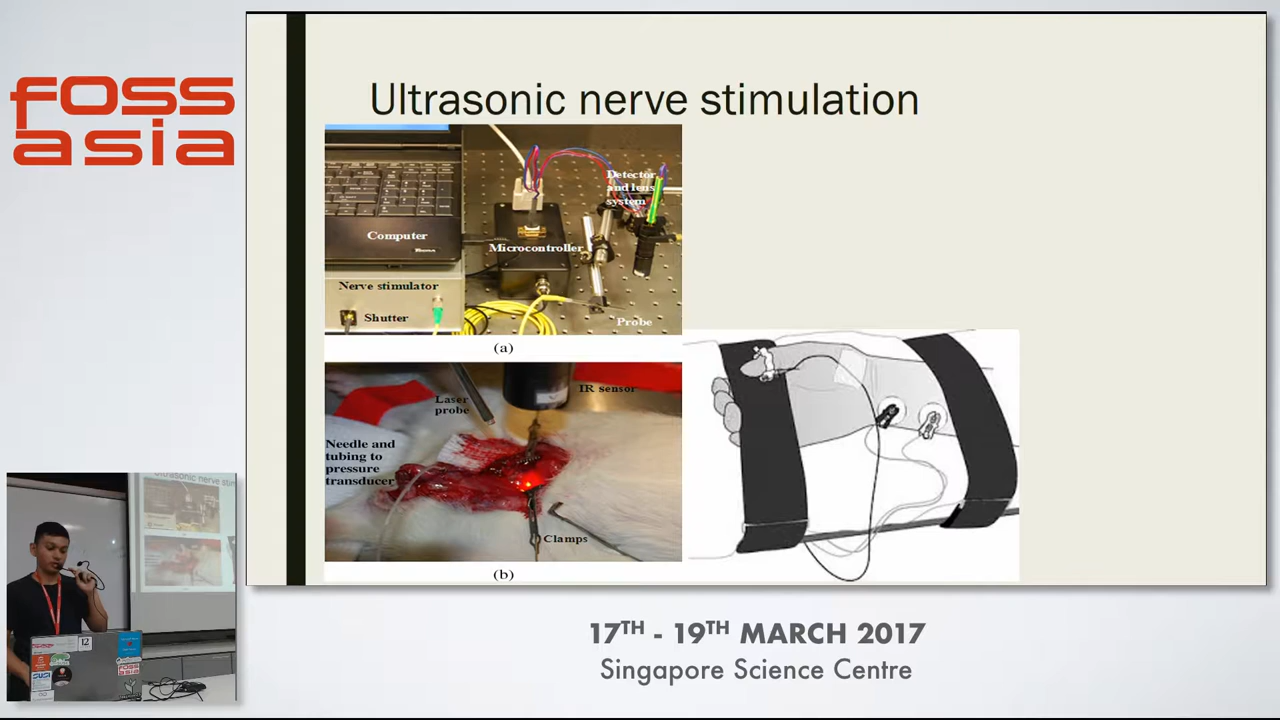 foss
asia
Ultrasonic nerve stimulation
Detector
and lens
system
Computer
Microcontroller
Nerve stimulator
Shutter
Probe
(a)
IR sensor
Laser
probe
Needle and
tubing to
pressure
transducer
Clamps
(b)
12
17TH - 19TH MARCH 2017
Singapore Science Centre